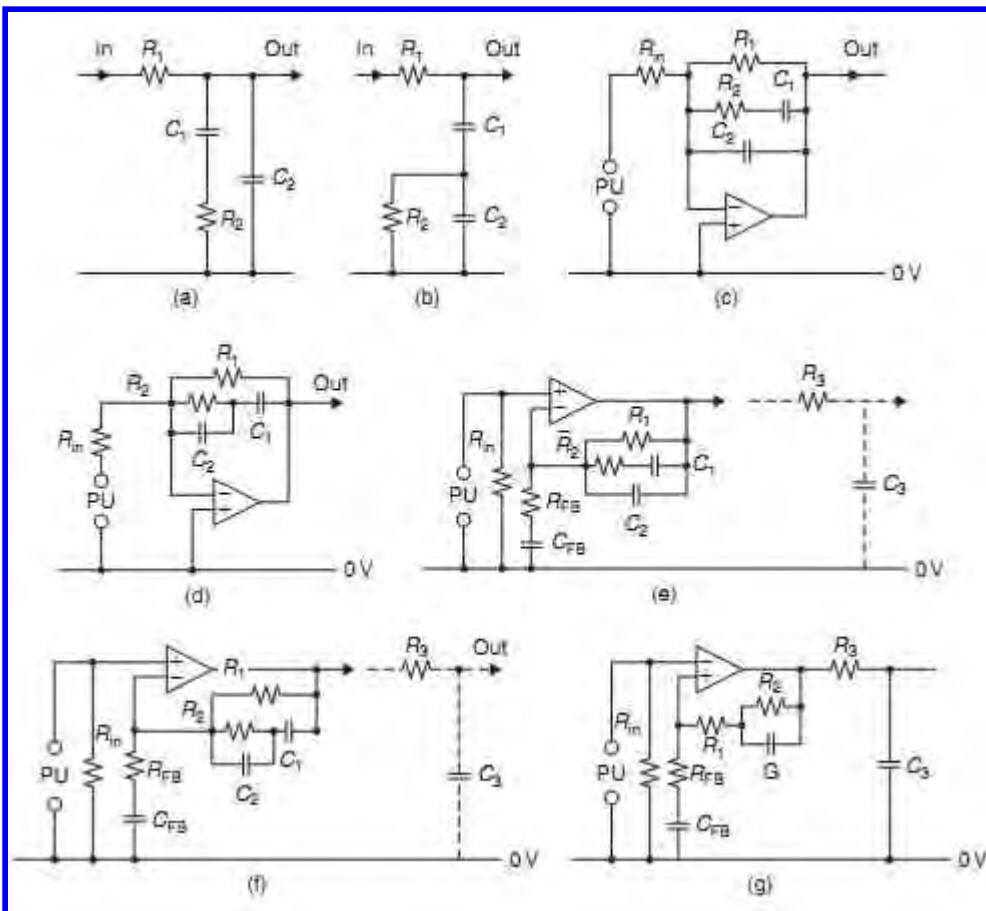 In R₁ Out
C₁
C₂
R₂
(a)
In R₁ Out
C₁
R₂ C₂
(b)
R₁ Out
Rin
R₂ C₁
C₂
PU
−
+
0 V
(c)
R₁
R₂ Out
C₁
Rin C₂
PU
−
+
0 V
(d)
+
−
R₃
R₁
Rin R₂
C₁
PU RFB C₂ C₃
CFB
0 V
(e)
+
−
R₁ R₃ Out
R₂
Rin
C₁
PU RFB C₂ C₃
CFB
0 V
(f)
R₃
R₂
Rin
R₁
PU RFB C₃
CFB
0 V
(g)